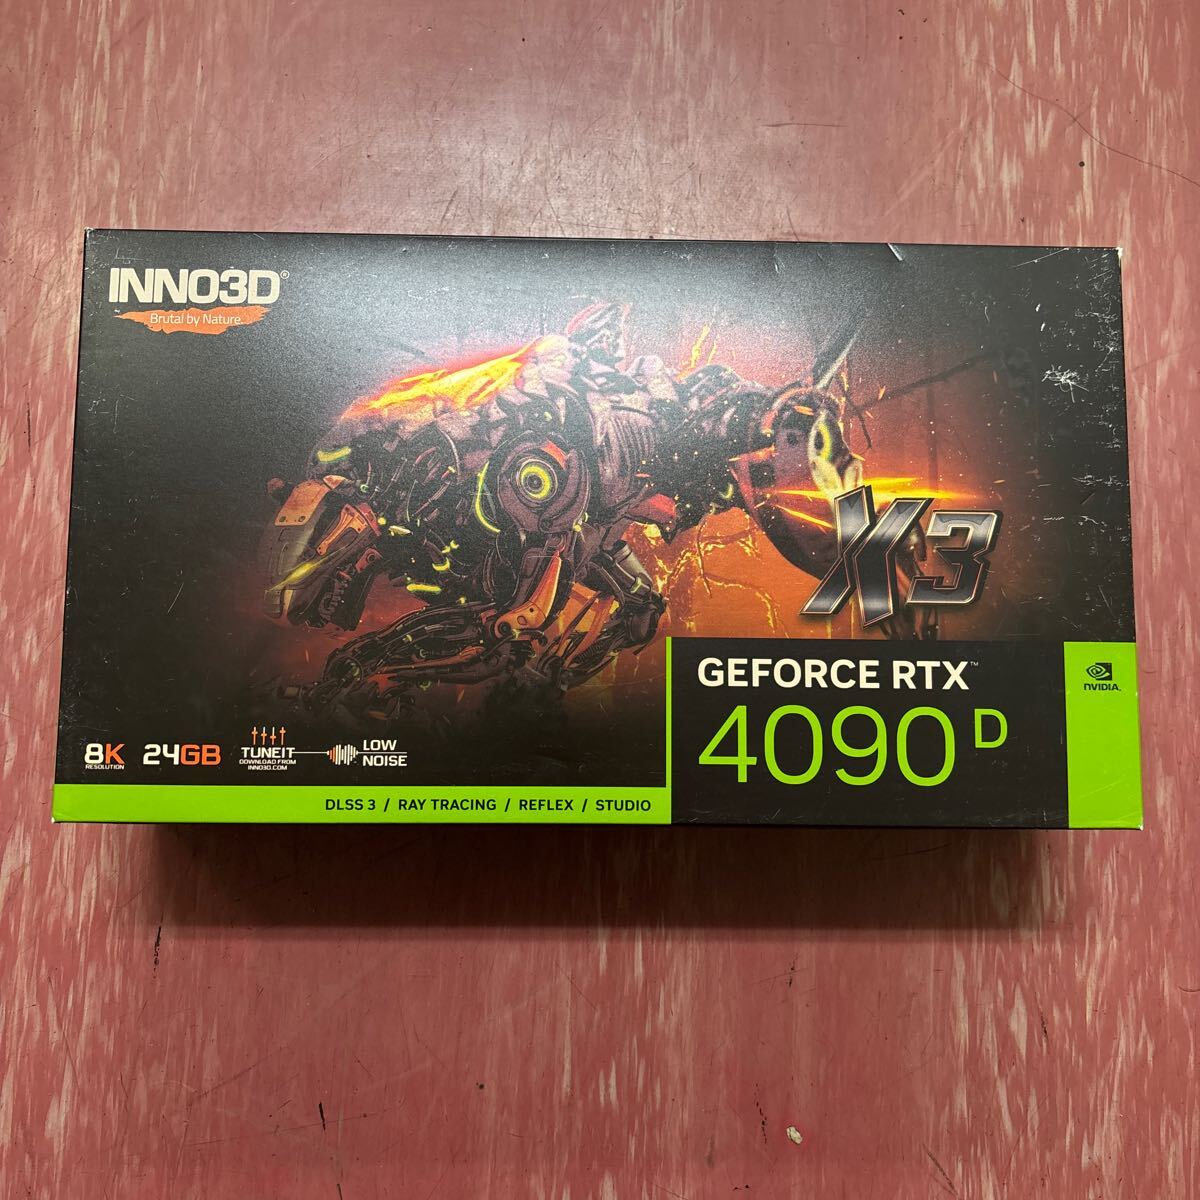 INNO3D®
Brutal by Nature.
X3
GEFORCE RTX™
4090 D
NVIDIA.
8K
RESOLUTION
24GB
TUNEIT
DOWNLOAD FROM
INNO3D.COM
LOW
NOISE
DLSS 3 / RAY TRACING / REFLEX / STUDIO